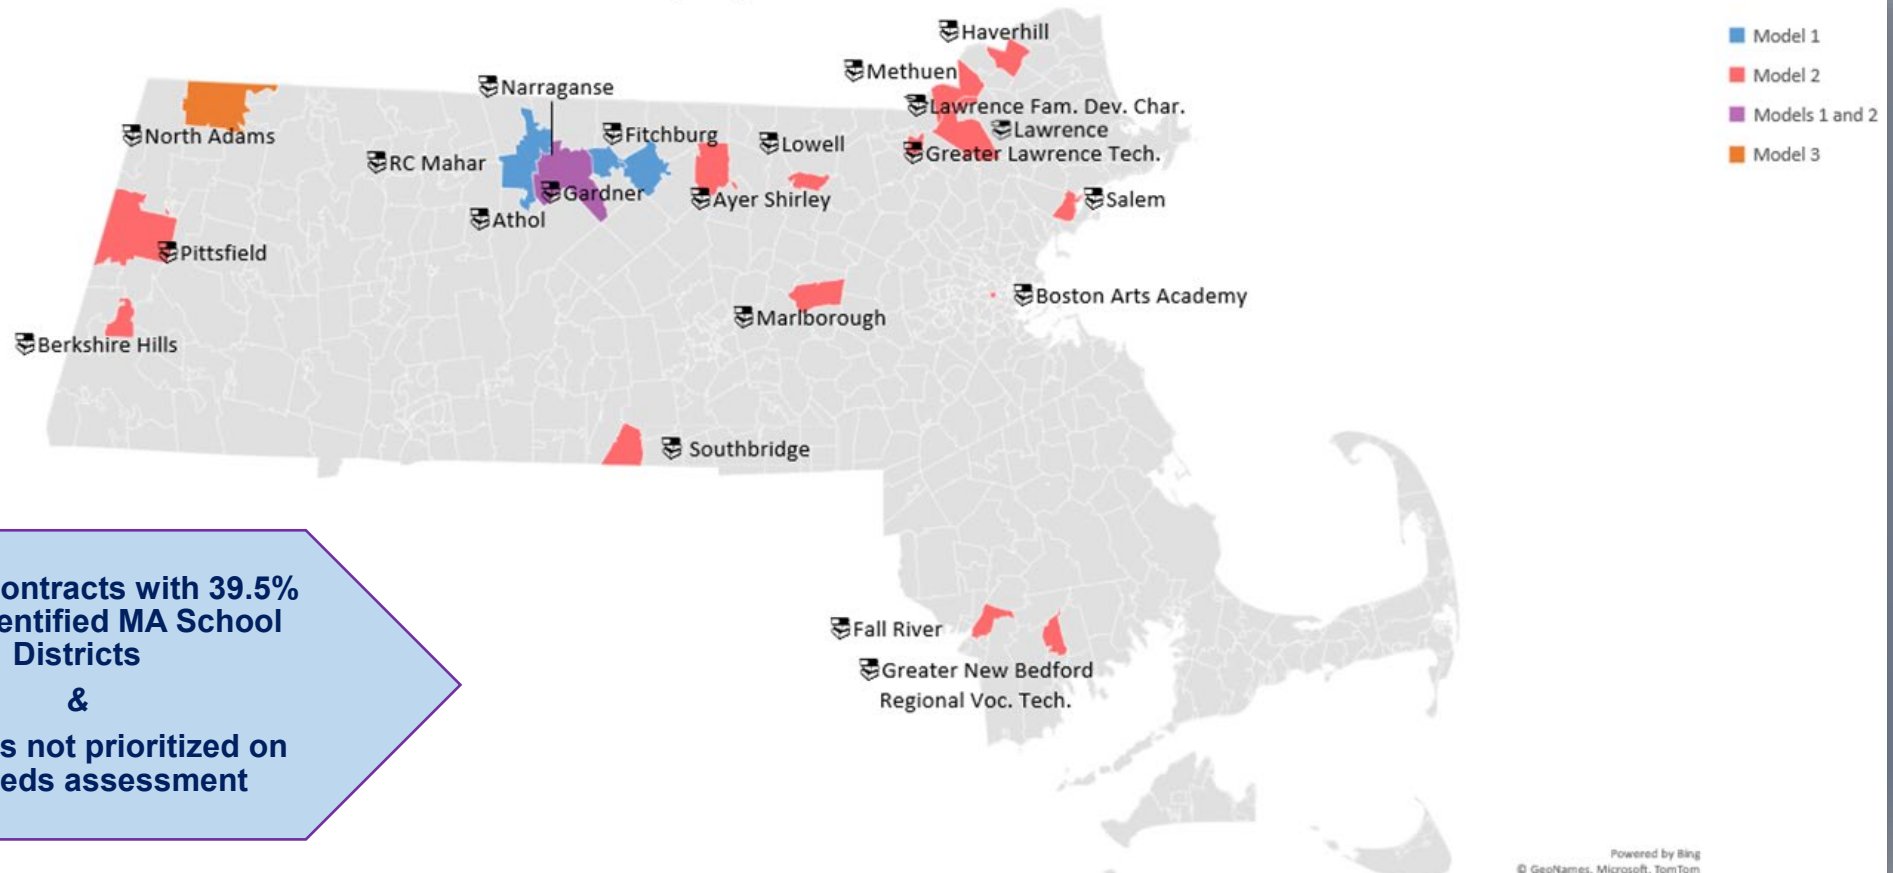 Haverhill
Methuen
Narraganse
Lawrence Fam. Dev. Char.
Lawrence
Greater Lawrence Tech.
North Adams
RC Mahar
Fitchburg
Lowell
Gardner
Ayer Shirley
Athol
Salem
Pittsfield
Boston Arts Academy
Marlborough
Berkshire Hills
Southbridge
Fall River
Greater New Bedford
Regional Voc. Tech.
Model 1
Model 2
Models 1 and 2
Model 3
ontracts with 39.5%
entified MA School
Districts
&
s not prioritized on
eds assessment
Powered by Bing
© GeoNames, Microsoft, TomTom